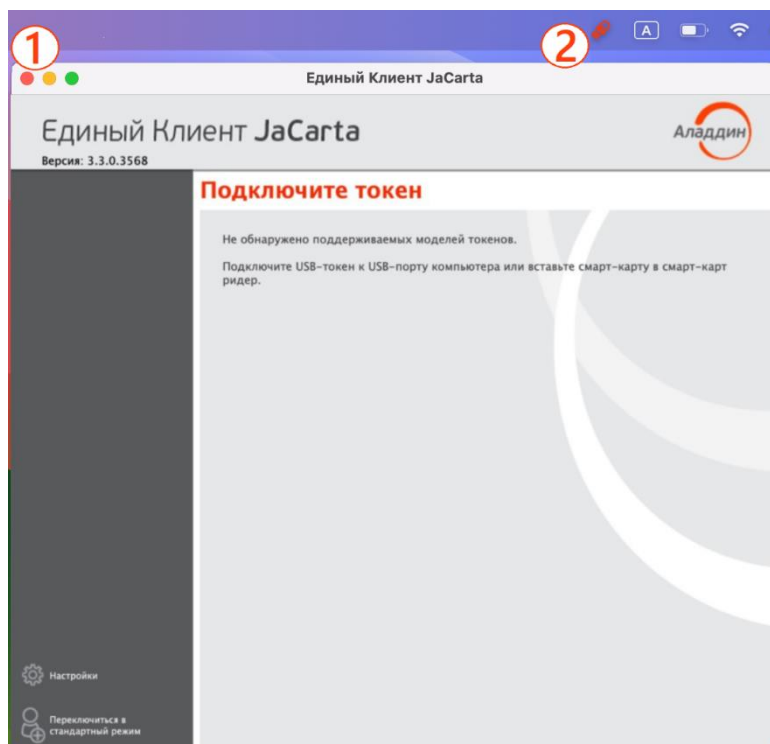 1
2
A
Единый Клиент JaCarta
Единый Клиент JaCarta
Аладдин
Версия: 3.3.0.3568
Подключите токен
Не обнаружено поддерживаемых моделей токенов.
Подключите USB-токен к USB-порту компьютера или вставьте смарт-карту в смарт-карт
ридер.
Настройки
Переключиться в
стандартный режим